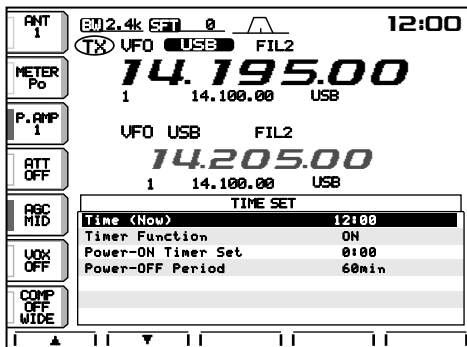 ANT 1
BW 2.4k SFT 0 12:00
TX VFO USB FIL2
METER Po
14.195.00
1 14.100.00 USB
P.AMP 1
VFO USB FIL2
ATT OFF
14.205.00
1 14.100.00 USB
AGC MID
TIME SET
Time (Now) 12:00
Timer Function ON
VOX OFF
Power-ON Timer Set 0:00
Power-OFF Period 60min
COMP OFF WIDE
▲ ▼